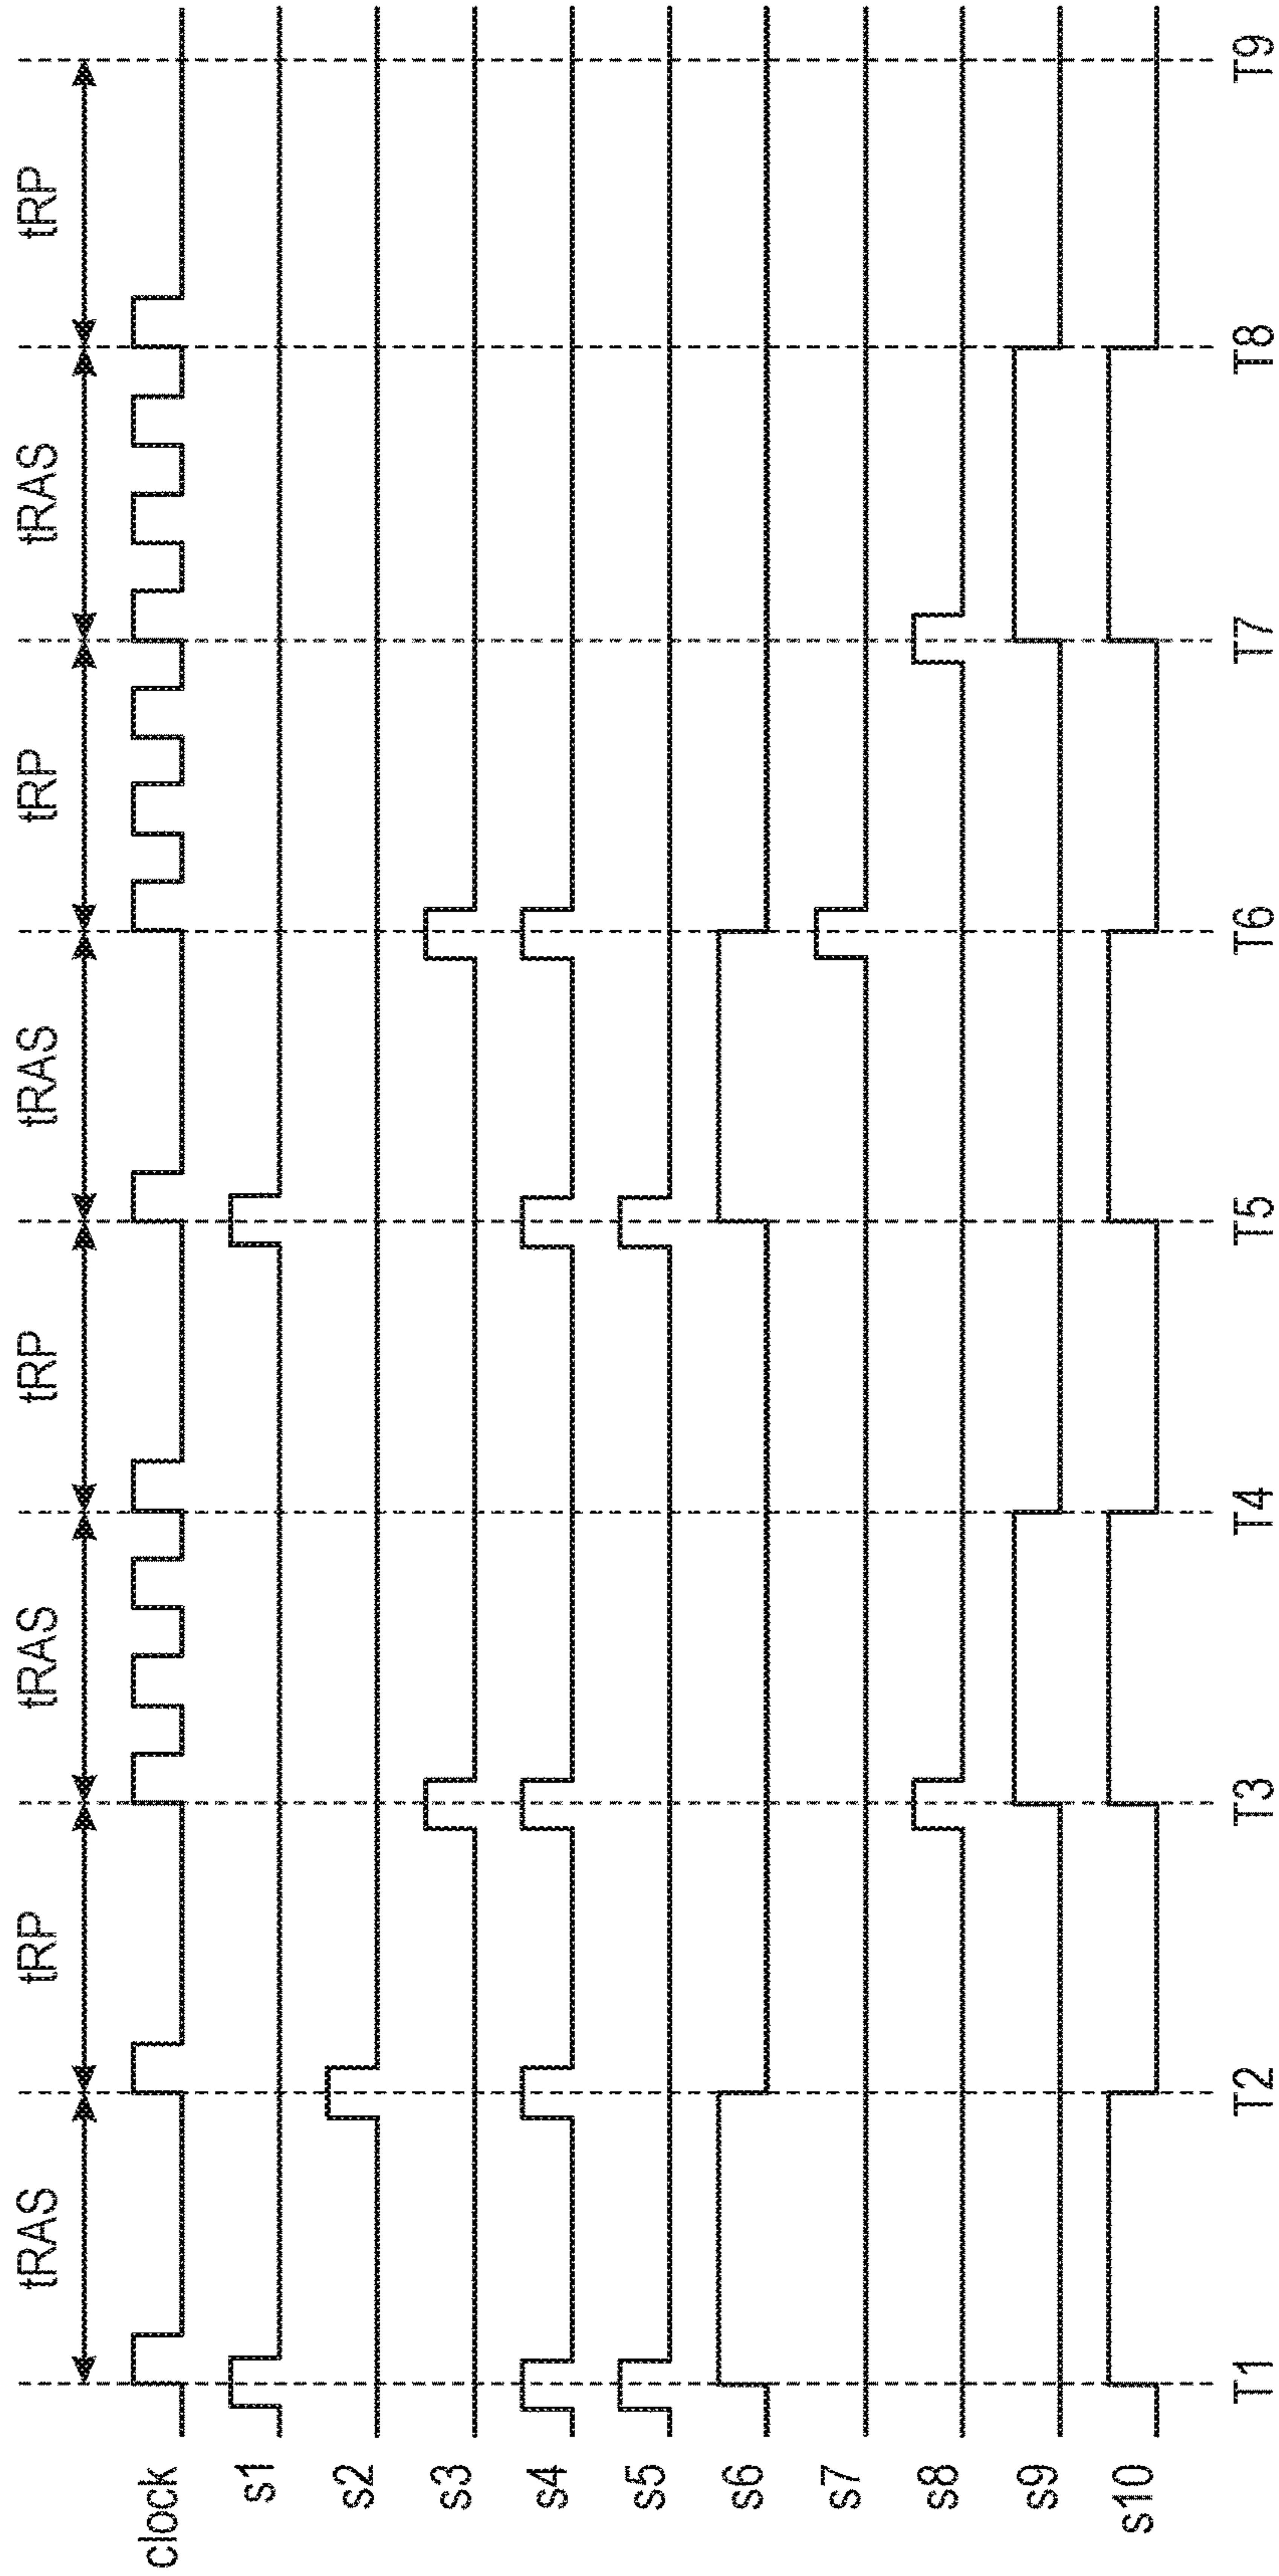 tRAS tRP tRAS tRP tRAS tRP tRAS tRP
clock
s1
s2
s3
s4
s5
s6
s7
s8
s9
s10
T1 T2 T3 T4 T5 T6 T7 T8 T9